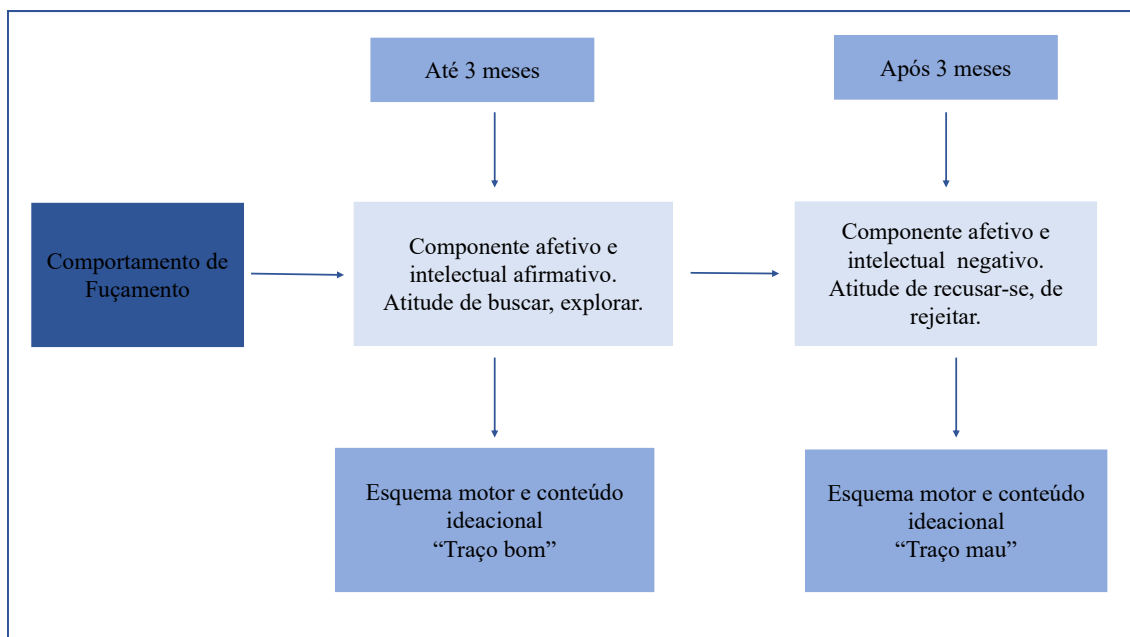 Até 3 meses
Após 3 meses
Comportamento de
Fuçamento
Componente afetivo e
intelectual afirmativo.
Atitude de buscar, explorar.
Componente afetivo e
intelectual  negativo.
Atitude de recusar-se, de
rejeitar.
Esquema motor e conteúdo
ideacional
“Traço bom”
Esquema motor e conteúdo
ideacional
“Traço mau”